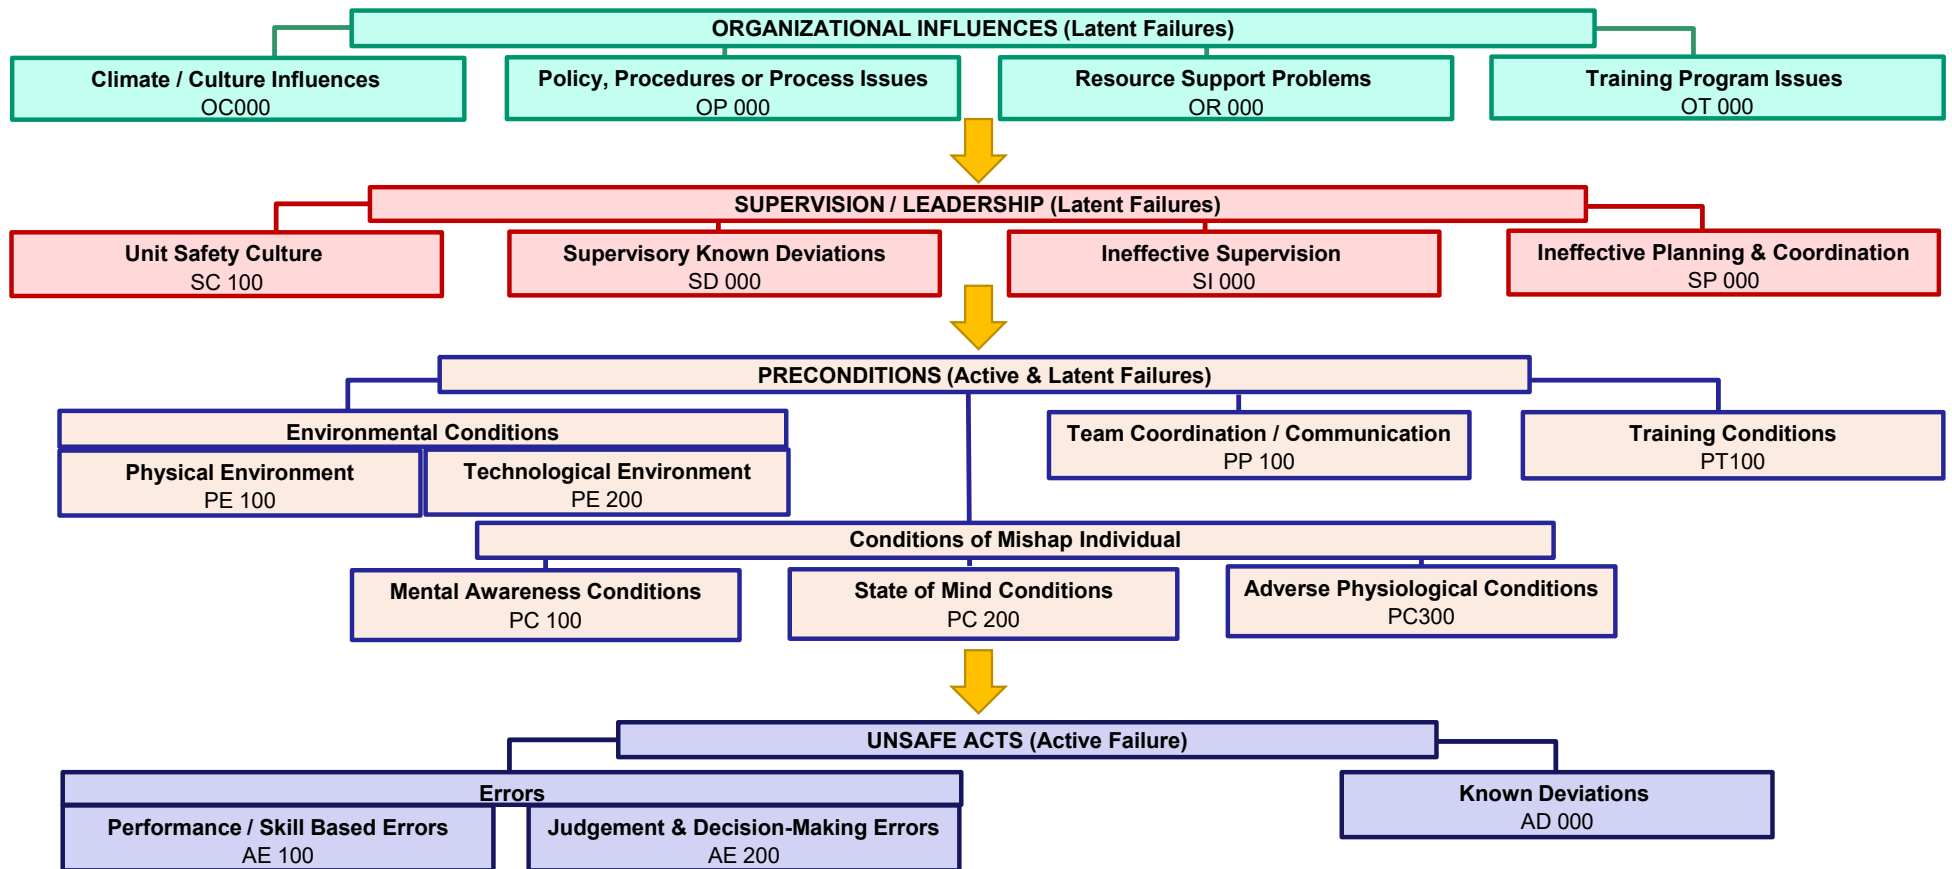 ORGANIZATIONAL INFLUENCES (Latent Failures)
Climate / Culture Influences
OC000
Policy, Procedures or Process Issues
OP 000
Resource Support Problems
OR 000
Training Program Issues
OT 000
SUPERVISION / LEADERSHIP (Latent Failures)
Unit Safety Culture
SC 100
Supervisory Known Deviations
SD 000
Ineffective Supervision
SI 000
Ineffective Planning & Coordination
SP 000
PRECONDITIONS (Active & Latent Failures)
Environmental Conditions
Physical Environment
PE 100
Technological Environment
PE 200
Team Coordination / Communication
PP 100
Training Conditions
PT100
Conditions of Mishap Individual
Mental Awareness Conditions
PC 100
State of Mind Conditions
PC 200
Adverse Physiological Conditions
PC300
UNSAFE ACTS (Active Failure)
Errors
Performance / Skill Based Errors
AE 100
Judgement & Decision-Making Errors
AE 200
Known Deviations
AD 000